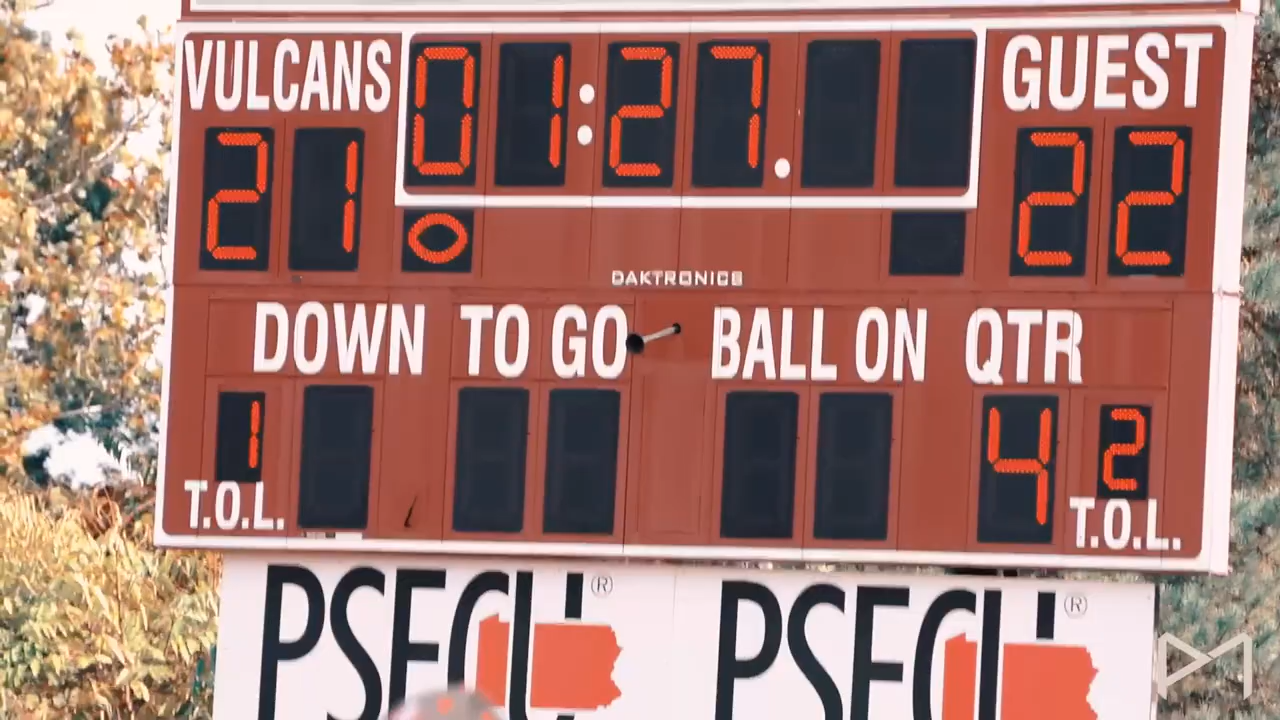 VULCANS 01:27. GUEST
21 22
DAKTRONICS
DOWN TO GO BALL ON QTR
1 4 2
T.O.L. T.O.L.
PSECU® PSECU®